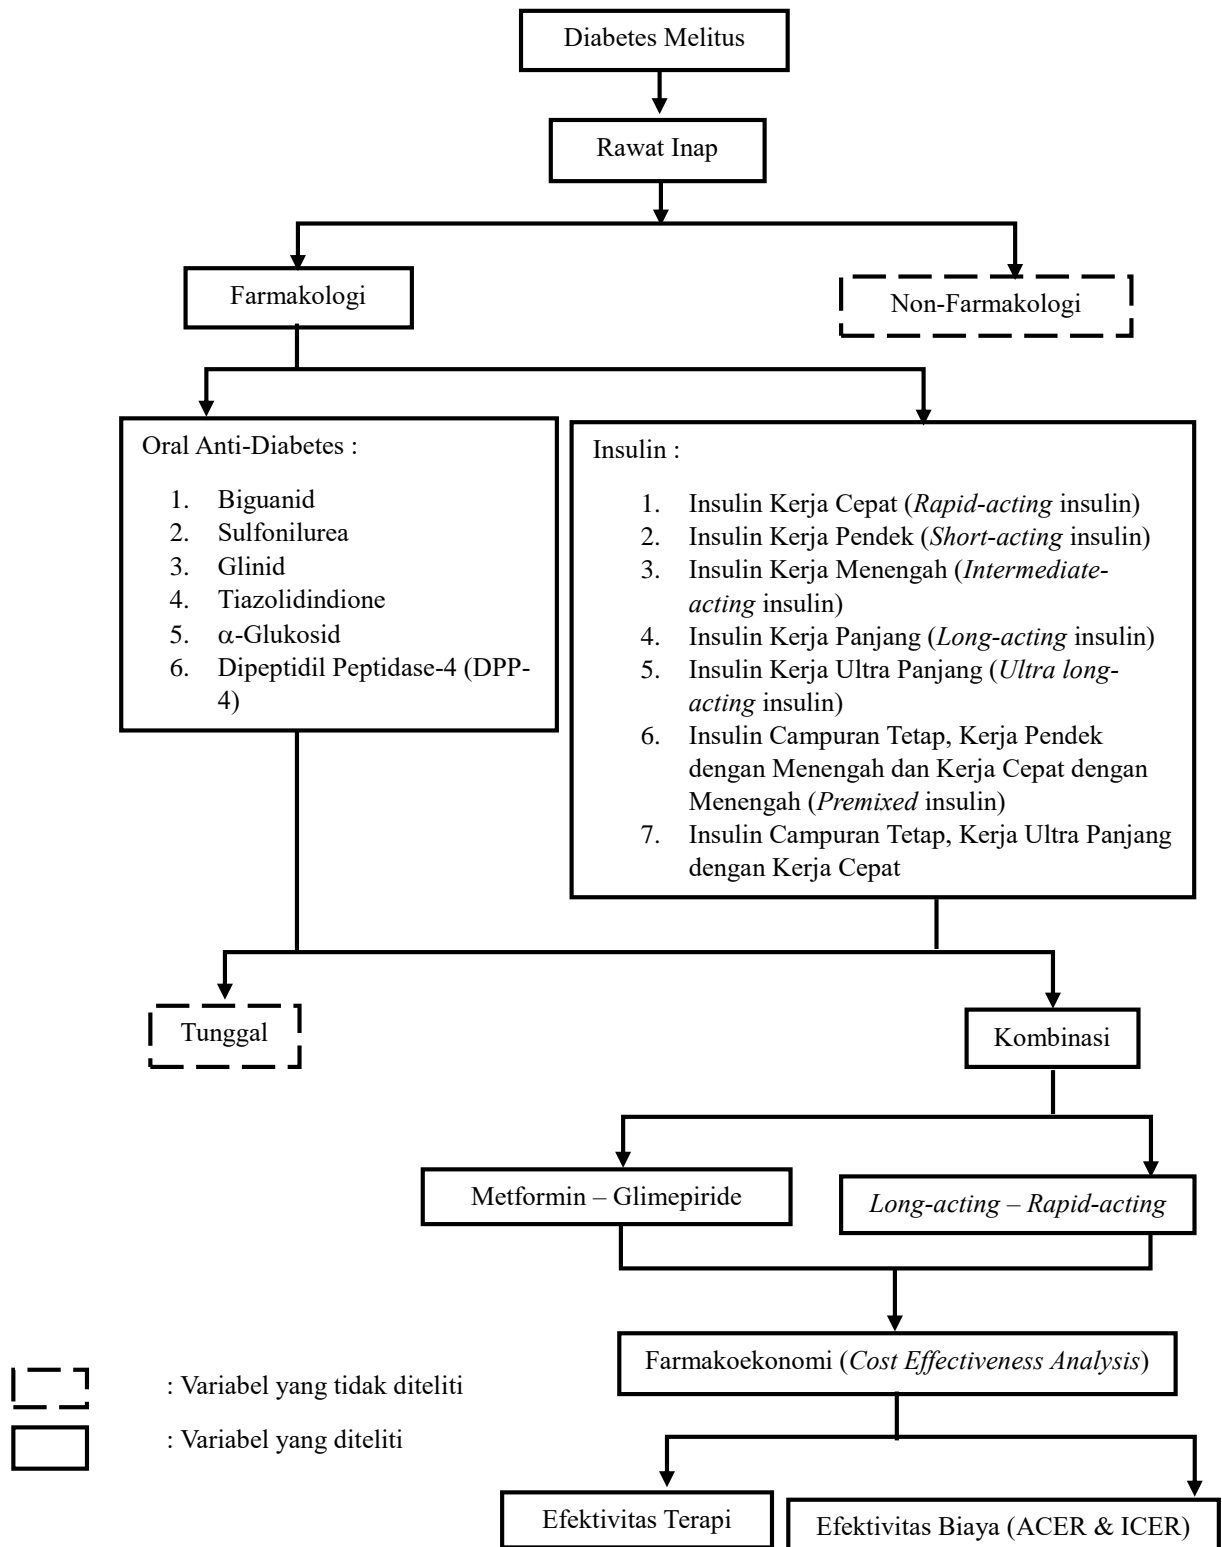 Diabetes Melitus
Rawat Inap
Farmakologi
Non-Farmakologi
Oral Anti-Diabetes :
1. Biguanid
2. Sulfonilurea
3. Glinid
4. Tiazolidindione
5. α-Glukosid
6. Dipeptidil Peptidase-4 (DPP-
4)
Insulin :
1. Insulin Kerja Cepat (Rapid-acting insulin)
2. Insulin Kerja Pendek (Short-acting insulin)
3. Insulin Kerja Menengah (Intermediate-
acting insulin)
4. Insulin Kerja Panjang (Long-acting insulin)
5. Insulin Kerja Ultra Panjang (Ultra long-
acting insulin)
6. Insulin Campuran Tetap, Kerja Pendek
dengan Menengah dan Kerja Cepat dengan
Menengah (Premixed insulin)
7. Insulin Campuran Tetap, Kerja Ultra Panjang
dengan Kerja Cepat
Tunggal
Kombinasi
Metformin – Glimepiride
Long-acting – Rapid-acting
Farmakoekonomi (Cost Effectiveness Analysis)
: Variabel yang tidak diteliti
: Variabel yang diteliti
Efektivitas Terapi
Efektivitas Biaya (ACER & ICER)